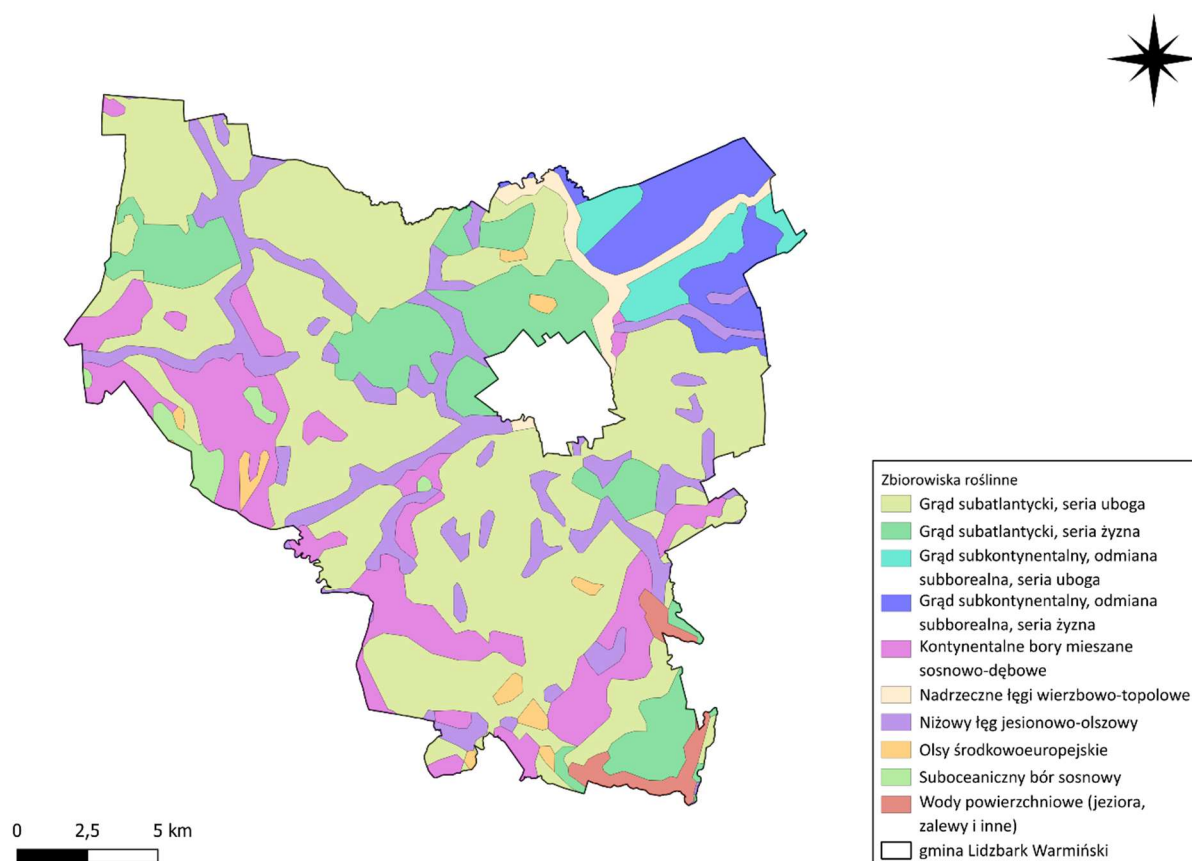 Zbiorowiska roślinne
Grąd subatlantycki, seria uboga
Grąd subatlantycki, seria żyzna
Grąd subkontynentalny, odmiana
subborealna, seria uboga
Grąd subkontynentalny, odmiana
subborealna, seria żyzna
Kontynentalne bory mieszane
sosnowo-dębowe
Nadrzeczne łęgi wierzbowo-topolowe
Niżowy łęg jesionowo-olszowy
Olsy środkowoeuropejskie
Suboceaniczny bór sosnowy
Wody powierzchniowe (jeziora,
zalewy i inne)
gmina Lidzbark Warmiński
0 2,5 5 km